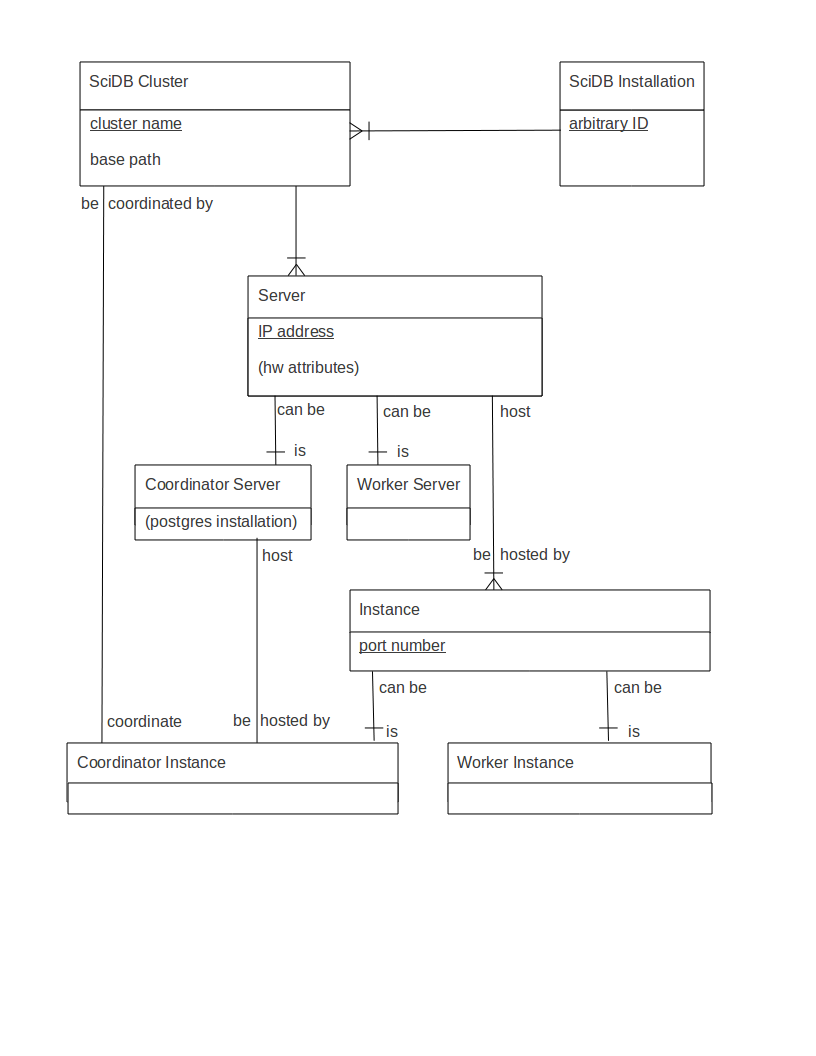 SciDB Cluster
cluster name
base path
SciDB Installation
arbitrary ID
be coordinated by
Server
IP address
(hw attributes)
can be
can be
host
is
is
Coordinator Server
(postgres installation)
Worker Server
host
be hosted by
Instance
port number
can be
can be
coordinate
be hosted by
is
is
Coordinator Instance
Worker Instance